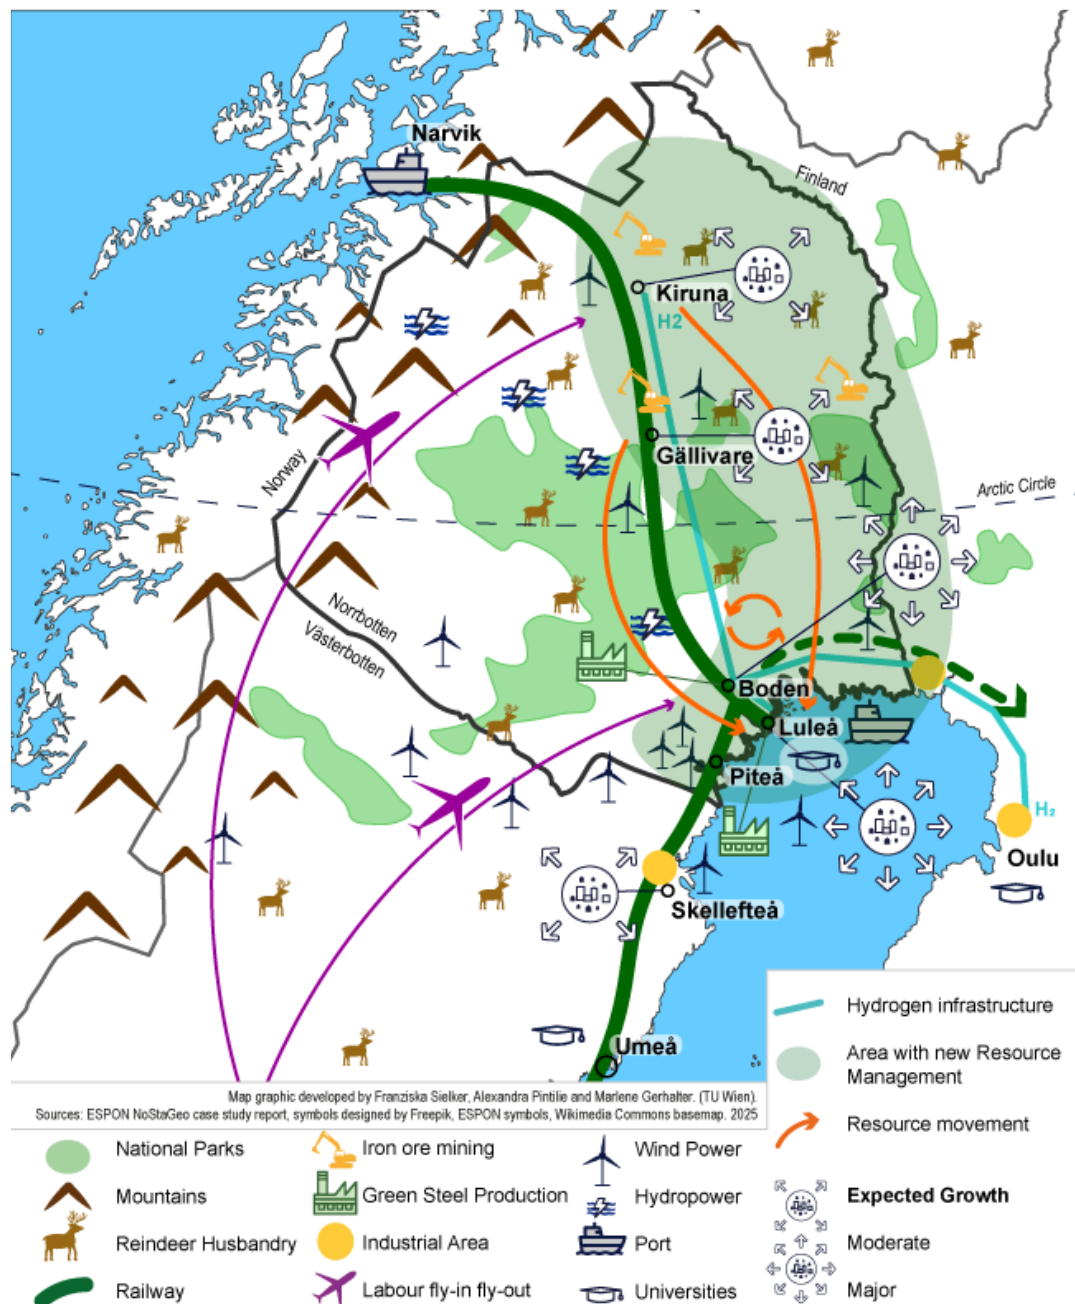 Narvik
Finland
Kiruna
H2
Gällivare
Norway
Arctic Circle
Norrbotten
Västerbotten
Boden
Luleå
Piteå
H₂
Oulu
Skellefteå
Umeå
Hydrogen infrastructure
Area with new Resource
Management
Resource movement
Map graphic developed by Franziska Sielker, Alexandra Pintilie and Marlene Gerhalter. (TU Wien).
Sources: ESPON NoStaGeo case study report, symbols designed by Freepik, ESPON symbols, Wikimedia Commons basemap. 2025
National Parks
Mountains
Reindeer Husbandry
Railway
Iron ore mining
Green Steel Production
Industrial Area
Labour fly-in fly-out
Wind Power
Hydropower
Port
Universities
Expected Growth
Moderate
Major